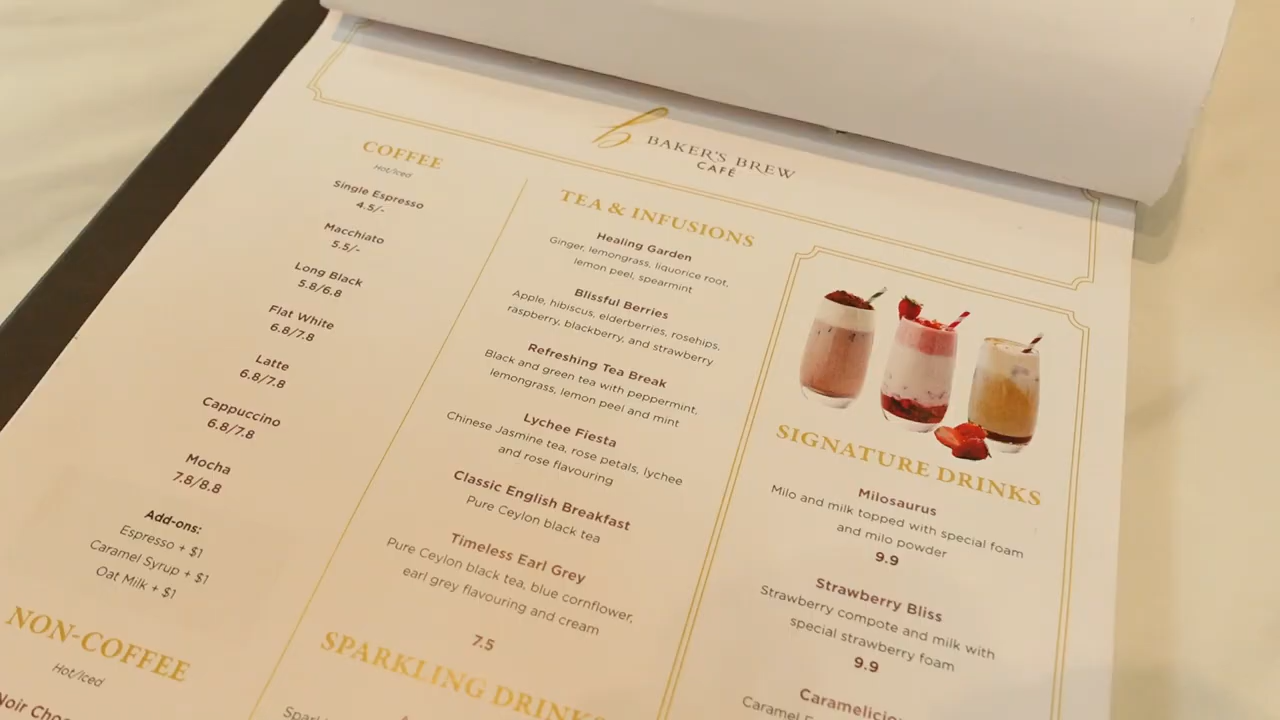 BAKER'S BREW
CAFÉ
COFFEE
Hot/Iced
Single Espresso
4.5/-
Macchiato
5.5/-
Long Black
5.8/6.8
Flat White
6.8/7.8
Latte
6.8/7.8
Cappuccino
6.8/7.8
Mocha
7.8/8.8
Add-ons:
Espresso + $1
Caramel Syrup + $1
Oat Milk + $1
NON-COFFEE
Hot/Iced
TEA & INFUSIONS
Healing Garden
Ginger, lemongrass, liquorice root,
lemon peel, spearmint
Blissful Berries
Apple, hibiscus, elderberries, rosehips,
raspberry, blackberry, and strawberry
Refreshing Tea Break
Black and green tea with peppermint,
lemongrass, lemon peel and mint
Lychee Fiesta
Chinese Jasmine tea, rose petals, lychee
and rose flavouring
Classic English Breakfast
Pure Ceylon black tea
Timeless Earl Grey
Pure Ceylon black tea, blue cornflower,
earl grey flavouring and cream
7.5
SPARKLING DRINKS
SIGNATURE DRINKS
Milosaurus
Milo and milk topped with special foam
and milo powder
9.9
Strawberry Bliss
Strawberry compote and milk with
special strawberry foam
9.9
Caramel